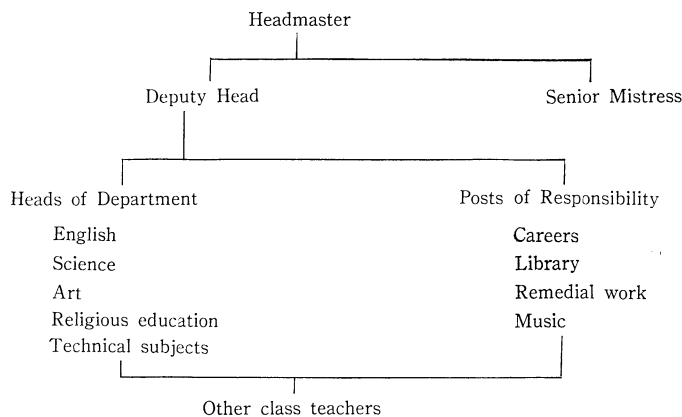 Headmaster
Deputy Head
Senior Mistress
Heads of Department
English
Science
Art
Religious education
Technical subjects
Posts of Responsibility
Careers
Library
Remedial work
Music
Other class teachers